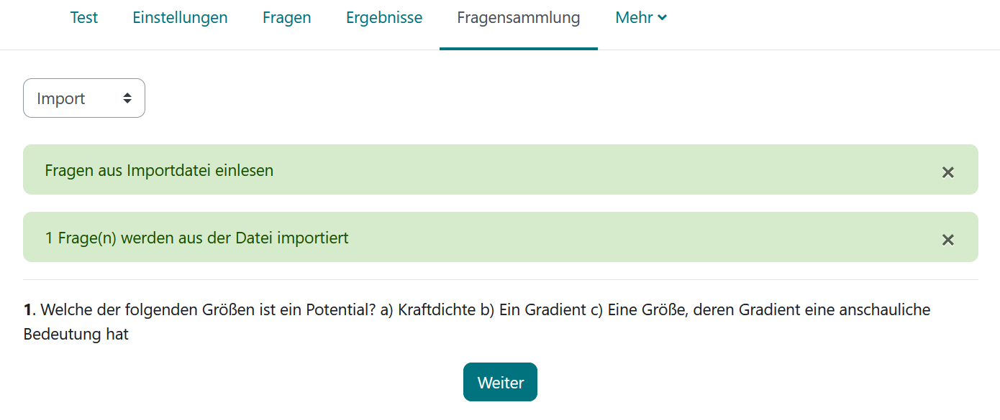 Test Einstellungen Fragen Ergebnisse Fragensammlung Mehr
Import
Fragen aus Importdatei einlesen
1 Frage(n) werden aus der Datei importiert
1. Welche der folgenden Größen ist ein Potential? a) Kraftdichte b) Ein Gradient c) Eine Größe, deren Gradient eine anschauliche
Bedeutung hat
Weiter